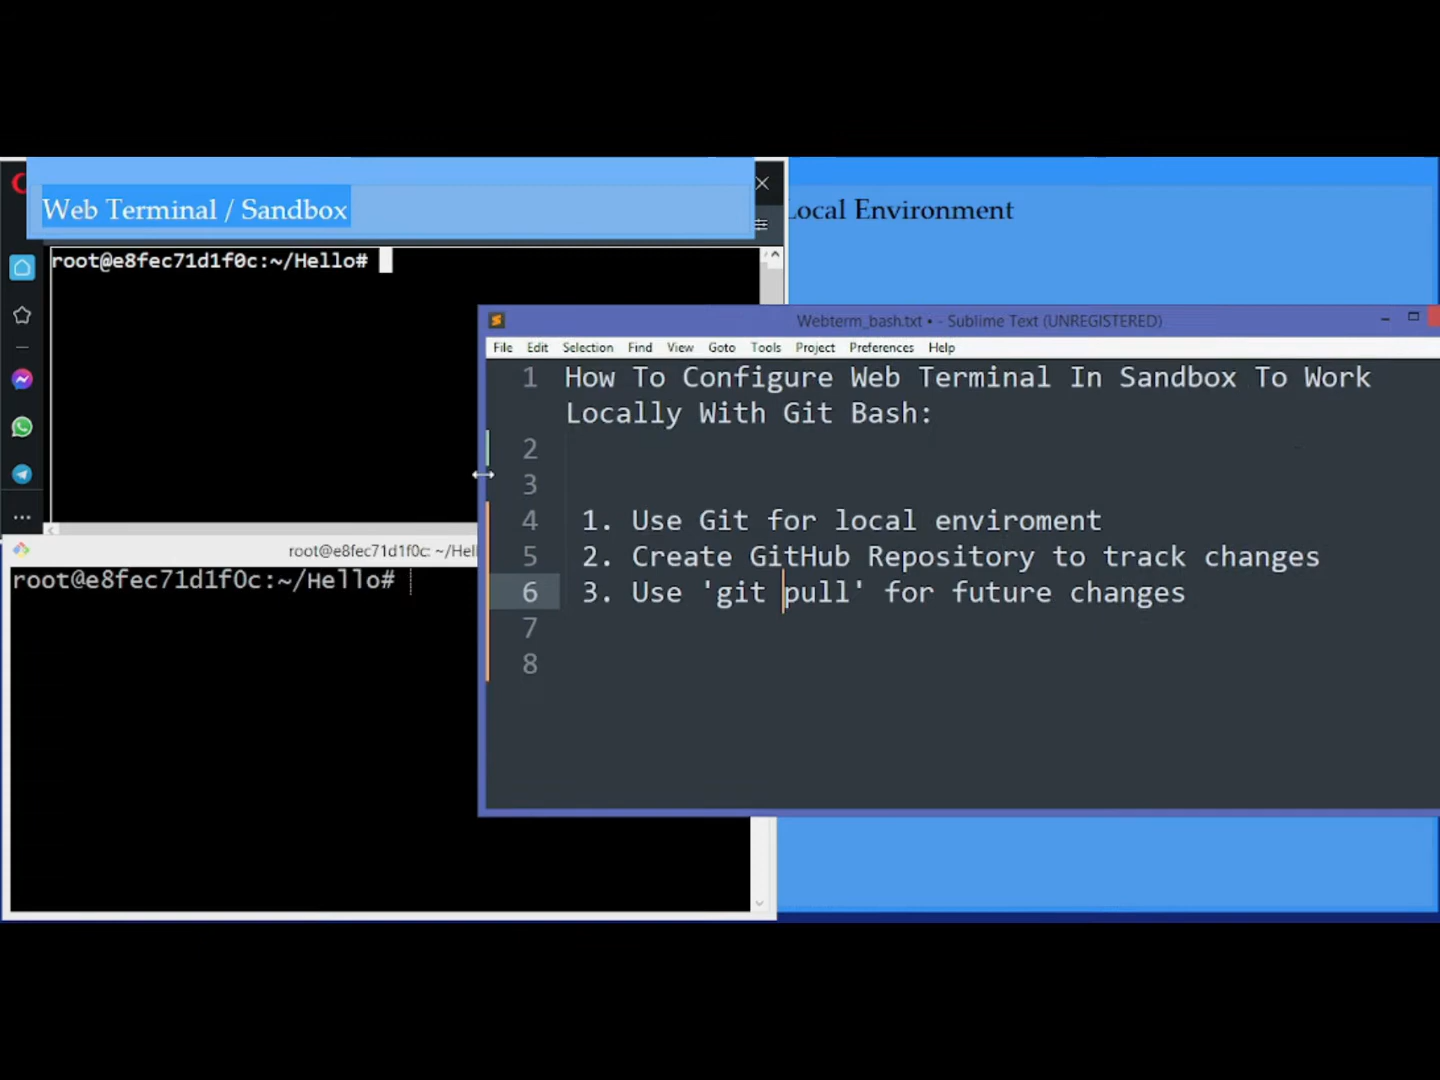 Web Terminal / Sandbox
Local Environment
root@e8fec71d1f0c:~/Hello#
Webterm_bash.txt • - Sublime Text (UNREGISTERED)
File Edit Selection Find View Goto Tools Project Preferences Help
1 How To Configure Web Terminal In Sandbox To Work
Locally With Git Bash:
2
3
4 1. Use Git for local enviroment
5 2. Create GitHub Repository to track changes
6 3. Use 'git pull' for future changes
7
8
root@e8fec71d1f0c: ~/Hell
root@e8fec71d1f0c:~/Hello#